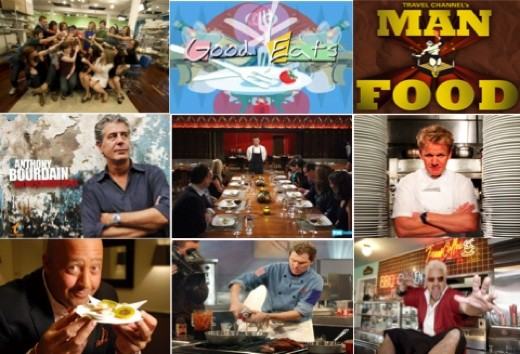 Good Eats
TRAVEL CHANNEL'S
MAN
FOOD
ANTHONY
BOURDAIN